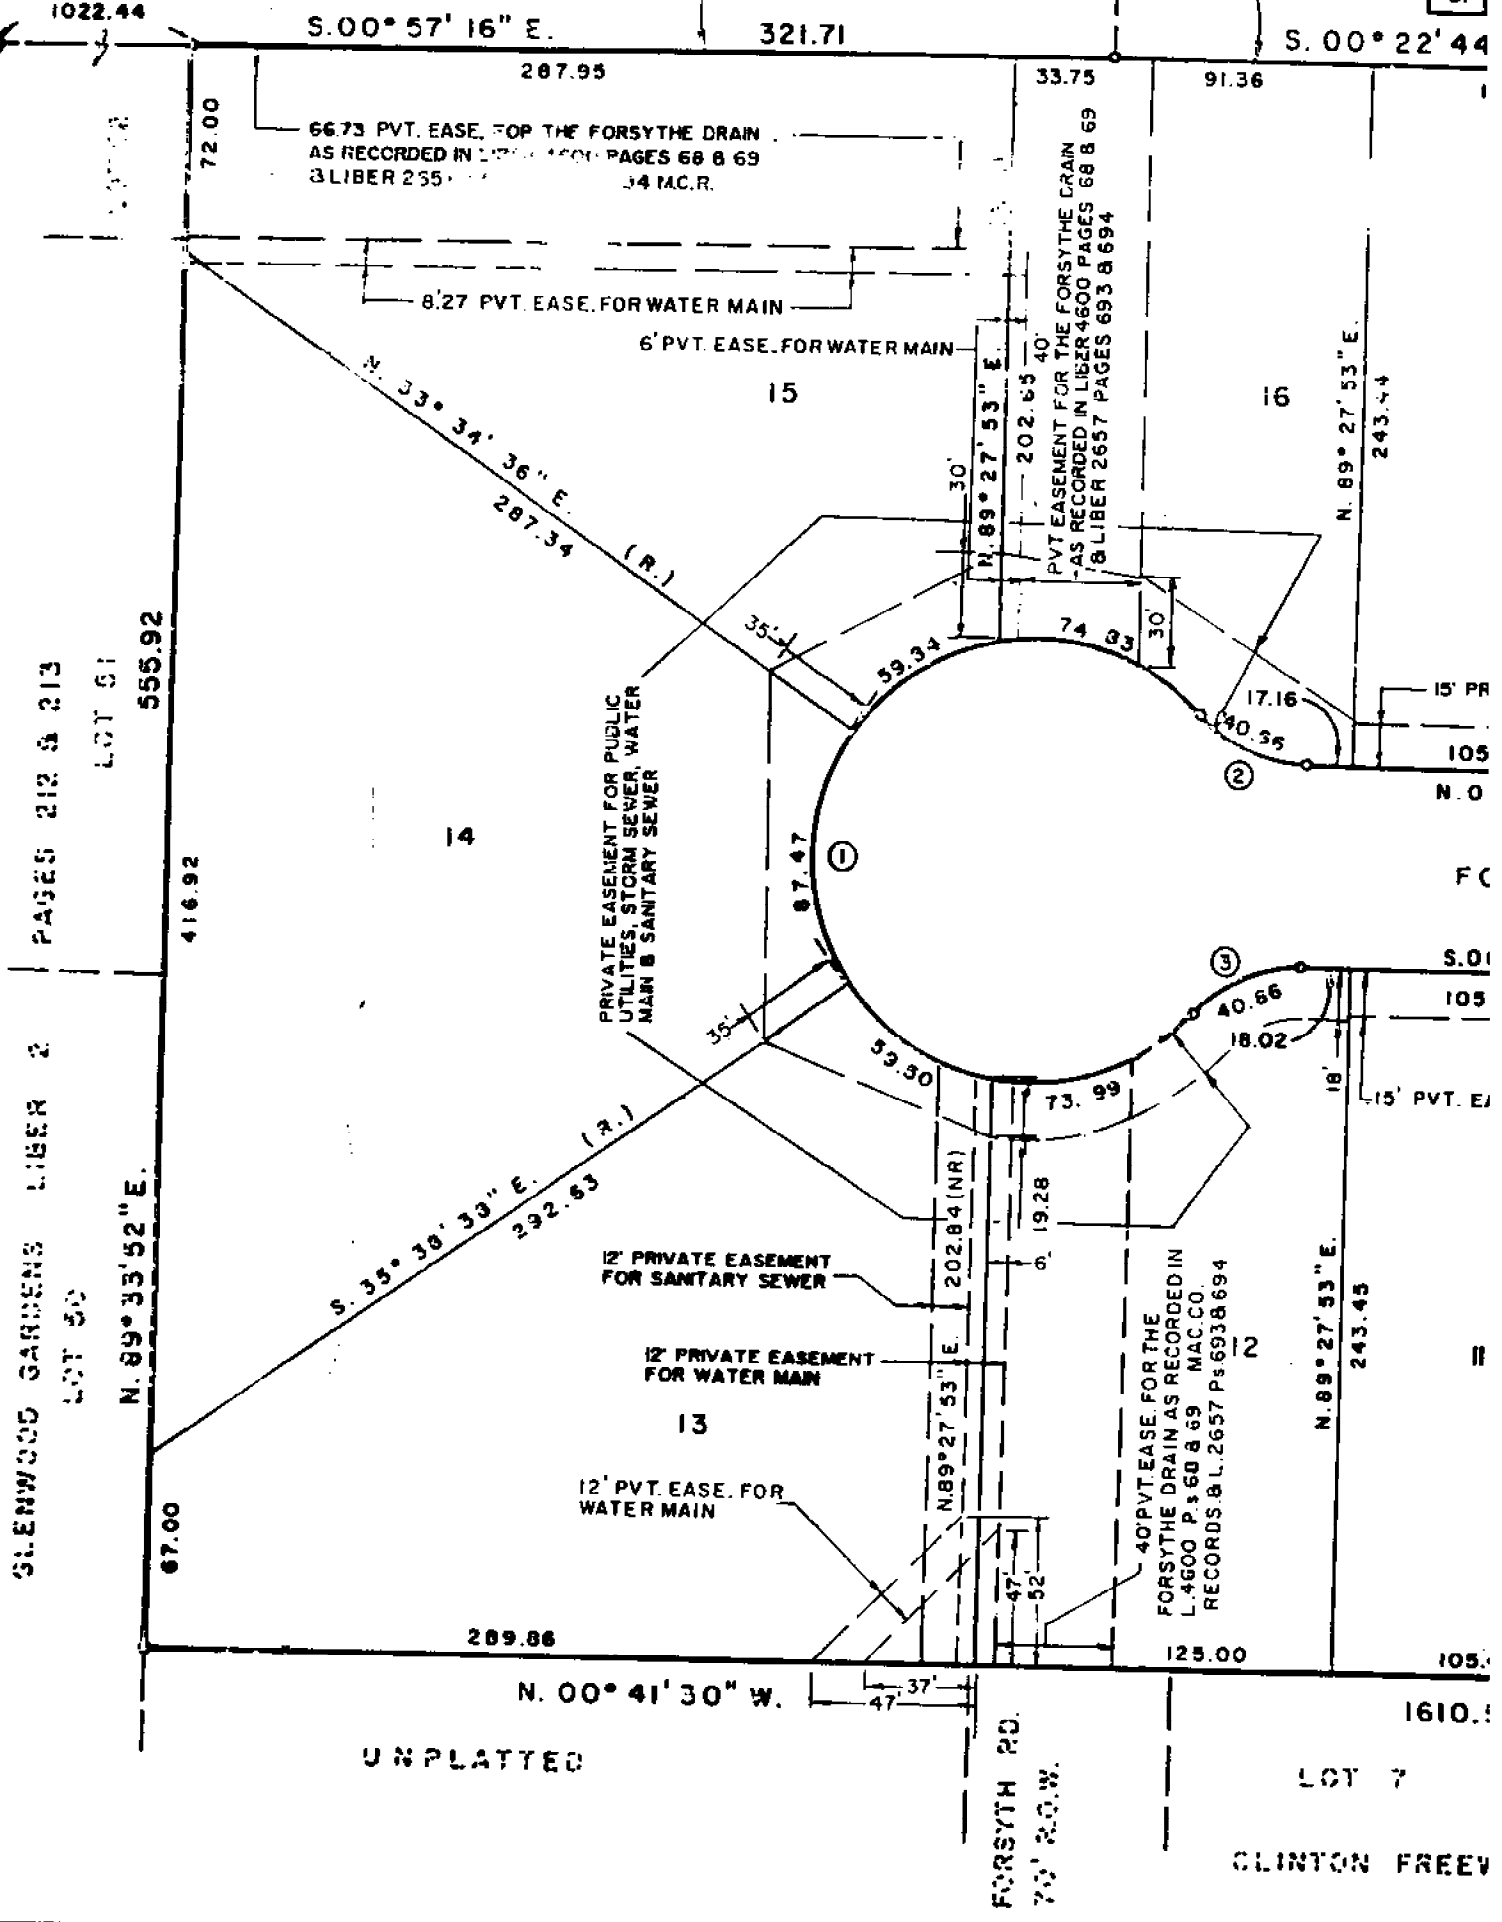 1022.44
S.00° 57' 16" E.
321.71
S. 00° 22' 44
287.95
33.75
91.36
72.00
66.73 PVT. EASE. FOR THE FORSYTHE DRAIN
AS RECORDED IN PAGES 68 & 69
& LIBER M.C.R.
8.27 PVT. EASE. FOR WATER MAIN
6' PVT. EASE. FOR WATER MAIN
15
16
N. 33° 34' 36" E.
287.34
(R.)
30'
N. 89° 27' 53" E.
202.65
40'
PVT EASEMENT FOR THE FORSYTHE DRAIN
AS RECORDED IN LIBER 4600 PAGES 68 & 69
& LIBER 2657 PAGES 693 & 694
N. 89° 27' 53" E.
243.44
35'
59.34
74.83
30'
17.16
15' PR
105
N. 0
2
PAGES 212 & 213
LOT 51
555.92
416.92
14
PRIVATE EASEMENT FOR PUBLIC
UTILITIES, STORM SEWER, WATER
MAIN & SANITARY SEWER
87.47
1
3
40.66
18.02
S.0
105
18'
15' PVT. EA
35'
59.50
73.99
S. 35° 38' 33" E.
(R.)
292.53
GLENWOOD GARDENS LIBER 2
LOT 50
N. 89° 33' 52" E.
67.00
12' PRIVATE EASEMENT
FOR SANITARY SEWER
12' PRIVATE EASEMENT
FOR WATER MAIN
13
12' PVT. EASE. FOR
WATER MAIN
N.89° 27' 53" E.
202.84 (NR)
19.28
6'
47'
52'
40' PVT. EASE. FOR THE
FORSYTHE DRAIN AS RECORDED IN
L.4600 P.s 68 & 69 MAC. CO.
RECORDS. & L.2657 Ps 693 & 694
12
N.89° 27' 53" E.
243.45
11
289.86
125.00
105.
N. 00° 41' 30" W.
37'
47'
1610.
UNPLATTED
FORSYTH RD.
70' R.O.W.
LOT 7
CLINTON FREEW